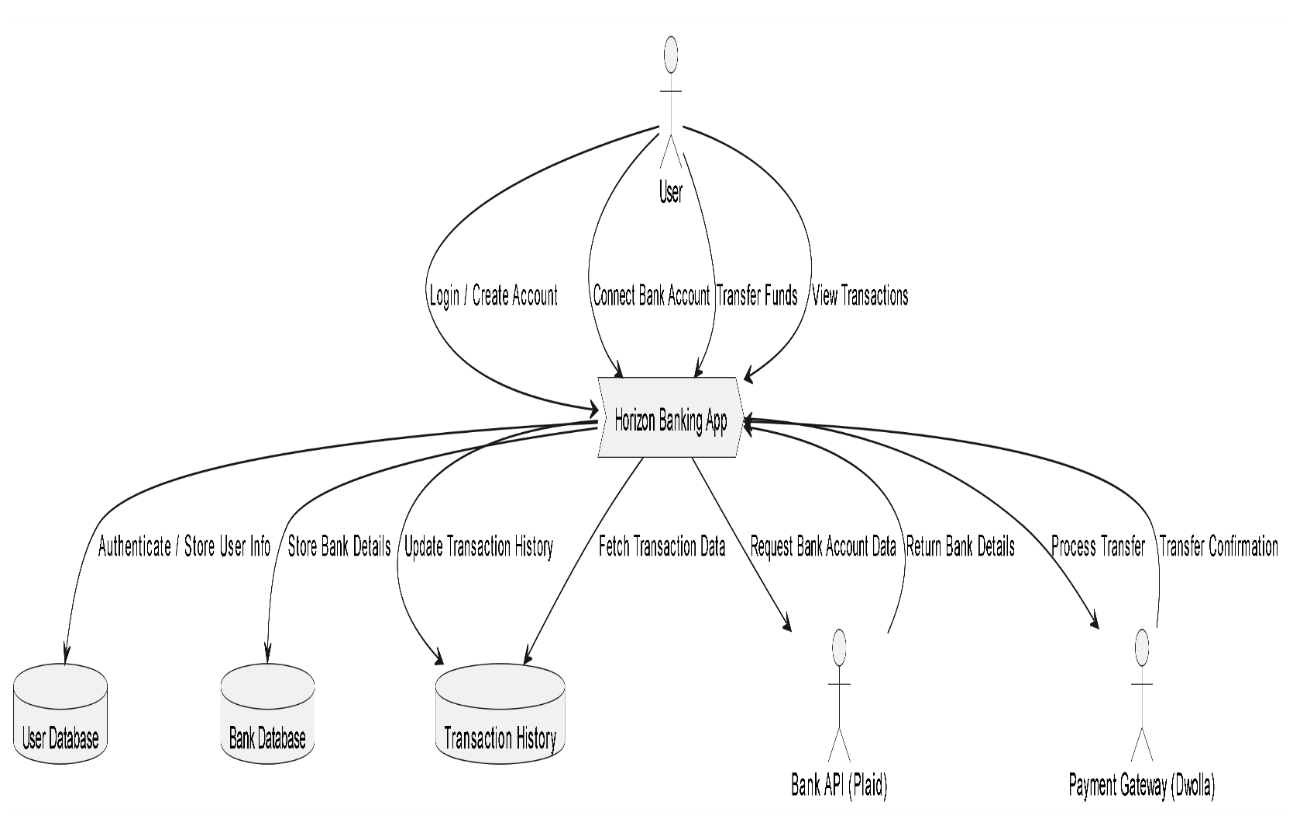 User
Login / Create Account
Connect Bank Account
Transfer Funds
View Transactions
Horizon Banking App
Authenticate / Store User Info
Store Bank Details
Update Transaction History
Fetch Transaction Data
Request Bank Account Data
Return Bank Details
Process Transfer
Transfer Confirmation
User Database
Bank Database
Transaction History
Bank API (Plaid)
Payment Gateway (Dwolla)